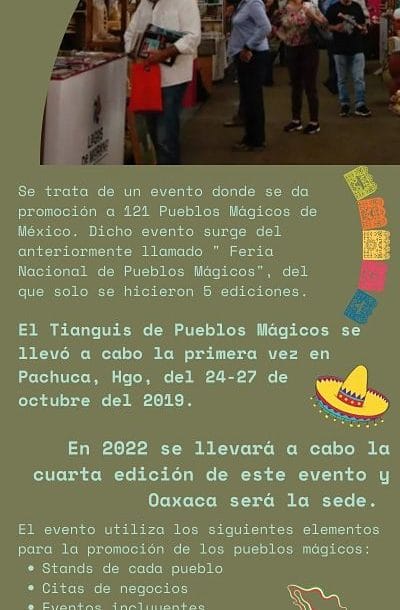 LAGOS
DE MORENO
Se trata de un evento donde se da
promoción a 121 Pueblos Mágicos de
México. Dicho evento surge del
anteriormente llamado " Feria
Nacional de Pueblos Mágicos", del
que solo se hicieron 5 ediciones.
El Tianguis de Pueblos Mágicos se
llevó a cabo la primera vez en
Pachuca, Hgo, del 24-27 de
octubre del 2019.
En 2022 se llevará a cabo la
cuarta edición de este evento y
Oaxaca será la sede.
El evento utiliza los siguientes elementos
para la promoción de los pueblos mágicos:
• Stands de cada pueblo
• Citas de negocios
• Eventos incluyentes